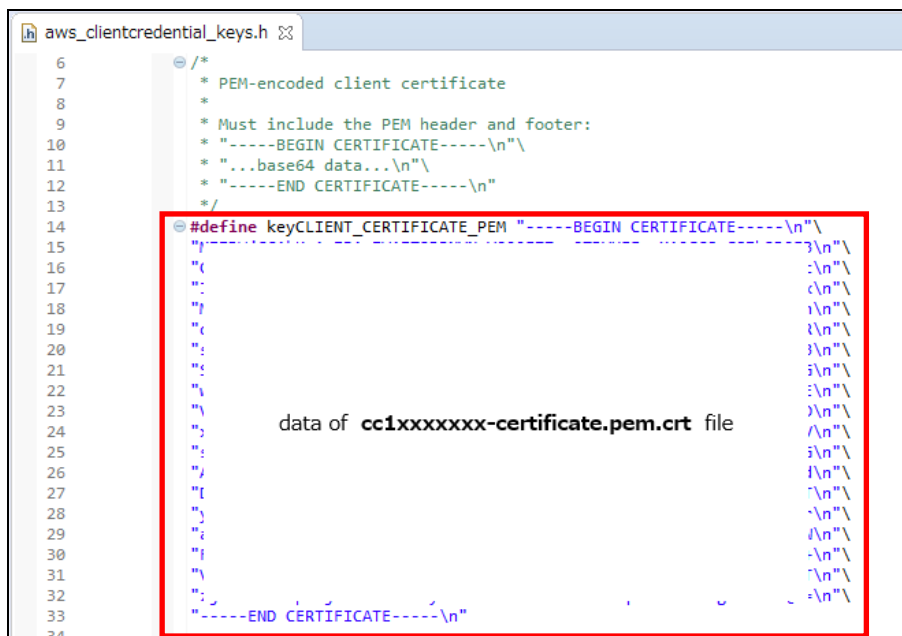 aws_clientcredential_keys.h
6 /*
7 * PEM-encoded client certificate
8 *
9 * Must include the PEM header and footer:
10 * "-----BEGIN CERTIFICATE-----\n"\
11 * "...base64 data...\n"\
12 * "-----END CERTIFICATE-----\n"
13 */
14 #define keyCLIENT_CERTIFICATE_PEM "-----BEGIN CERTIFICATE-----\n"\
15 \n"\
16 \n"\
17 \n"\
18 \n"\
19 \n"\
20 \n"\
21 \n"\
22 \n"\
23 \n"\
data of cc1xxxxxxx-certificate.pem.crt file
24 \n"\
25 \n"\
26 \n"\
27 \n"\
28 \n"\
29 \n"\
30 \n"\
31 \n"\
32 =\n"\
33 "-----END CERTIFICATE-----\n"
34